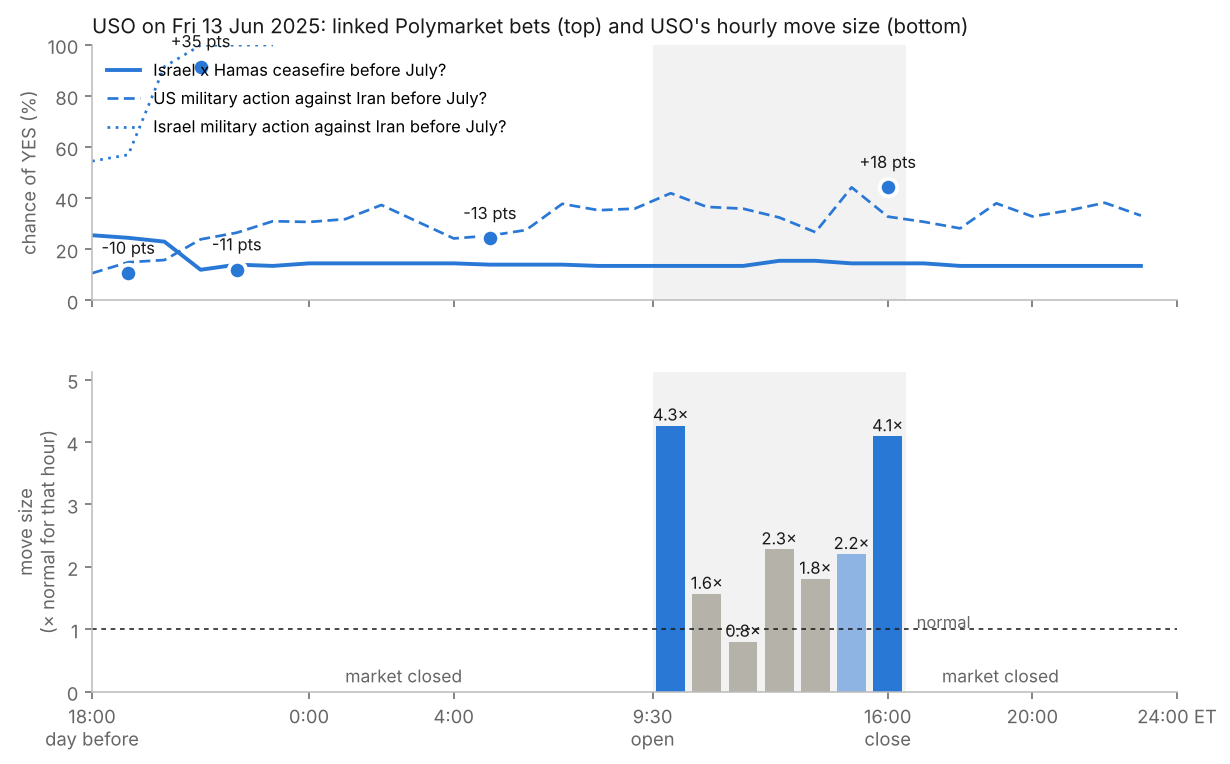 USO on Fri 13 Jun 2025: linked Polymarket bets (top) and USO's hourly move size (bottom)
+35 pts
100
80
60
40
20
0
chance of YES (%)
Israel x Hamas ceasefire before July?
US military action against Iran before July?
Israel military action against Iran before July?
-10 pts
-11 pts
-13 pts
+18 pts
5
4
3
2
1
0
move size
(× normal for that hour)
4.3×
1.6×
0.8×
2.3×
1.8×
2.2×
4.1×
normal
market closed
market closed
18:00
day before
0:00
4:00
9:30
open
16:00
close
20:00
24:00 ET